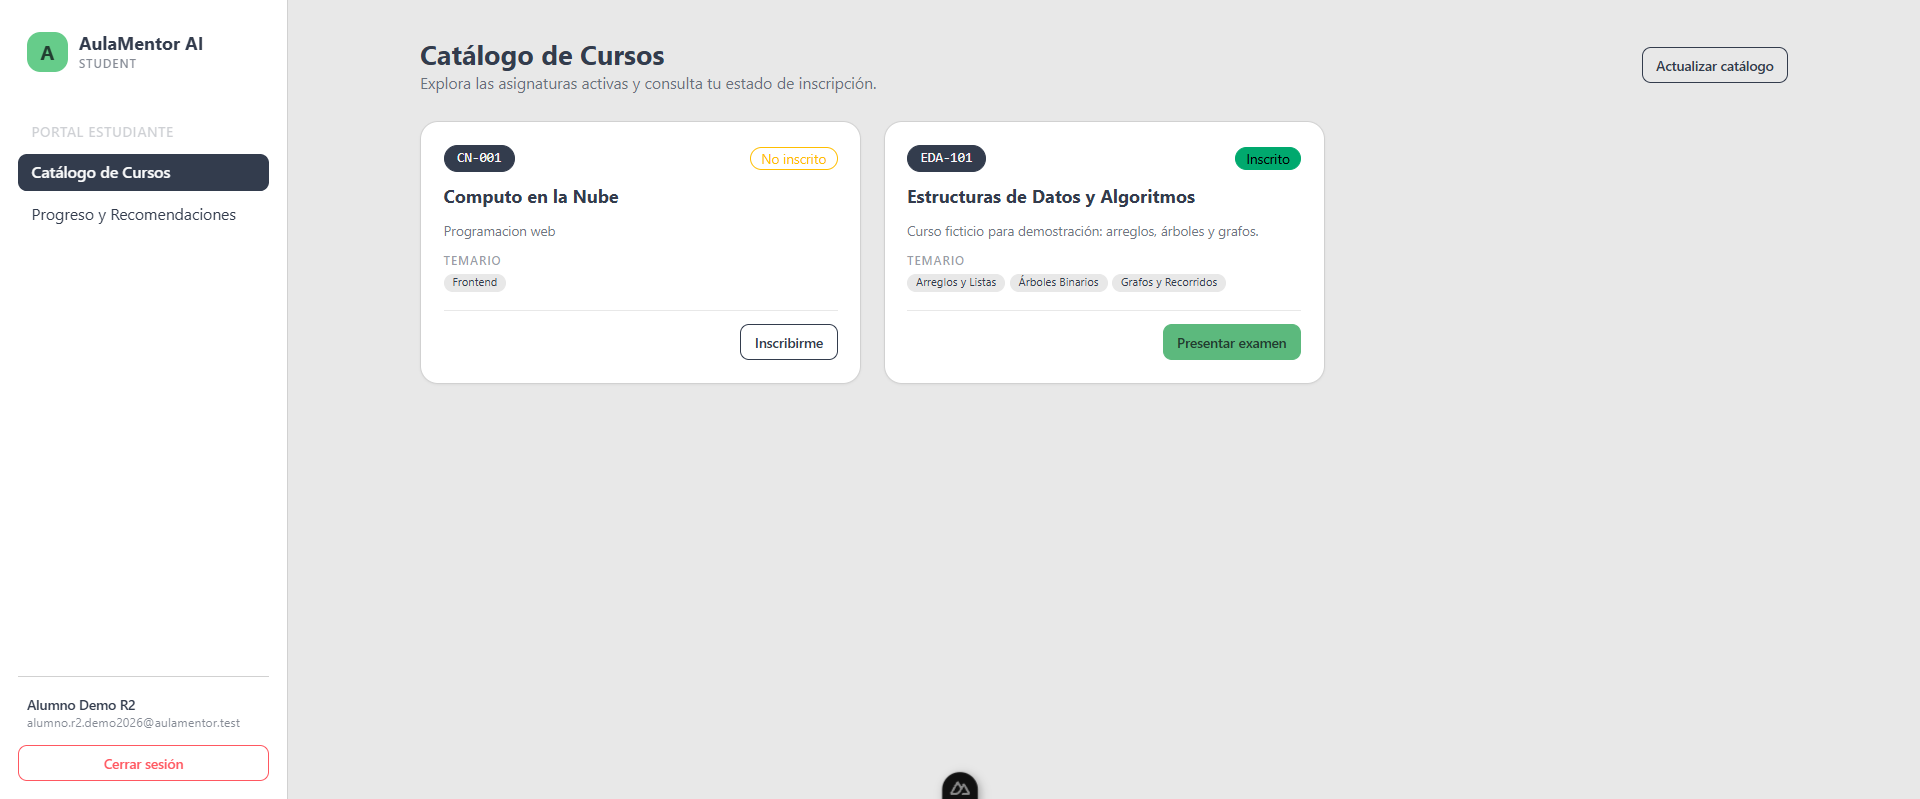 A
AulaMentor AI
STUDENT
PORTAL ESTUDIANTE
Catálogo de Cursos
Progreso y Recomendaciones
Alumno Demo R2
alumno.r2.demo2026@aulamentor.test
Cerrar sesión
Catálogo de Cursos
Explora las asignaturas activas y consulta tu estado de inscripción.
Actualizar catálogo
CN-001
No inscrito
Computo en la Nube
Programacion web
TEMARIO
Frontend
Inscribirme
EDA-101
Inscrito
Estructuras de Datos y Algoritmos
Curso ficticio para demostración: arreglos, árboles y grafos.
TEMARIO
Arreglos y Listas
Árboles Binarios
Grafos y Recorridos
Presentar examen